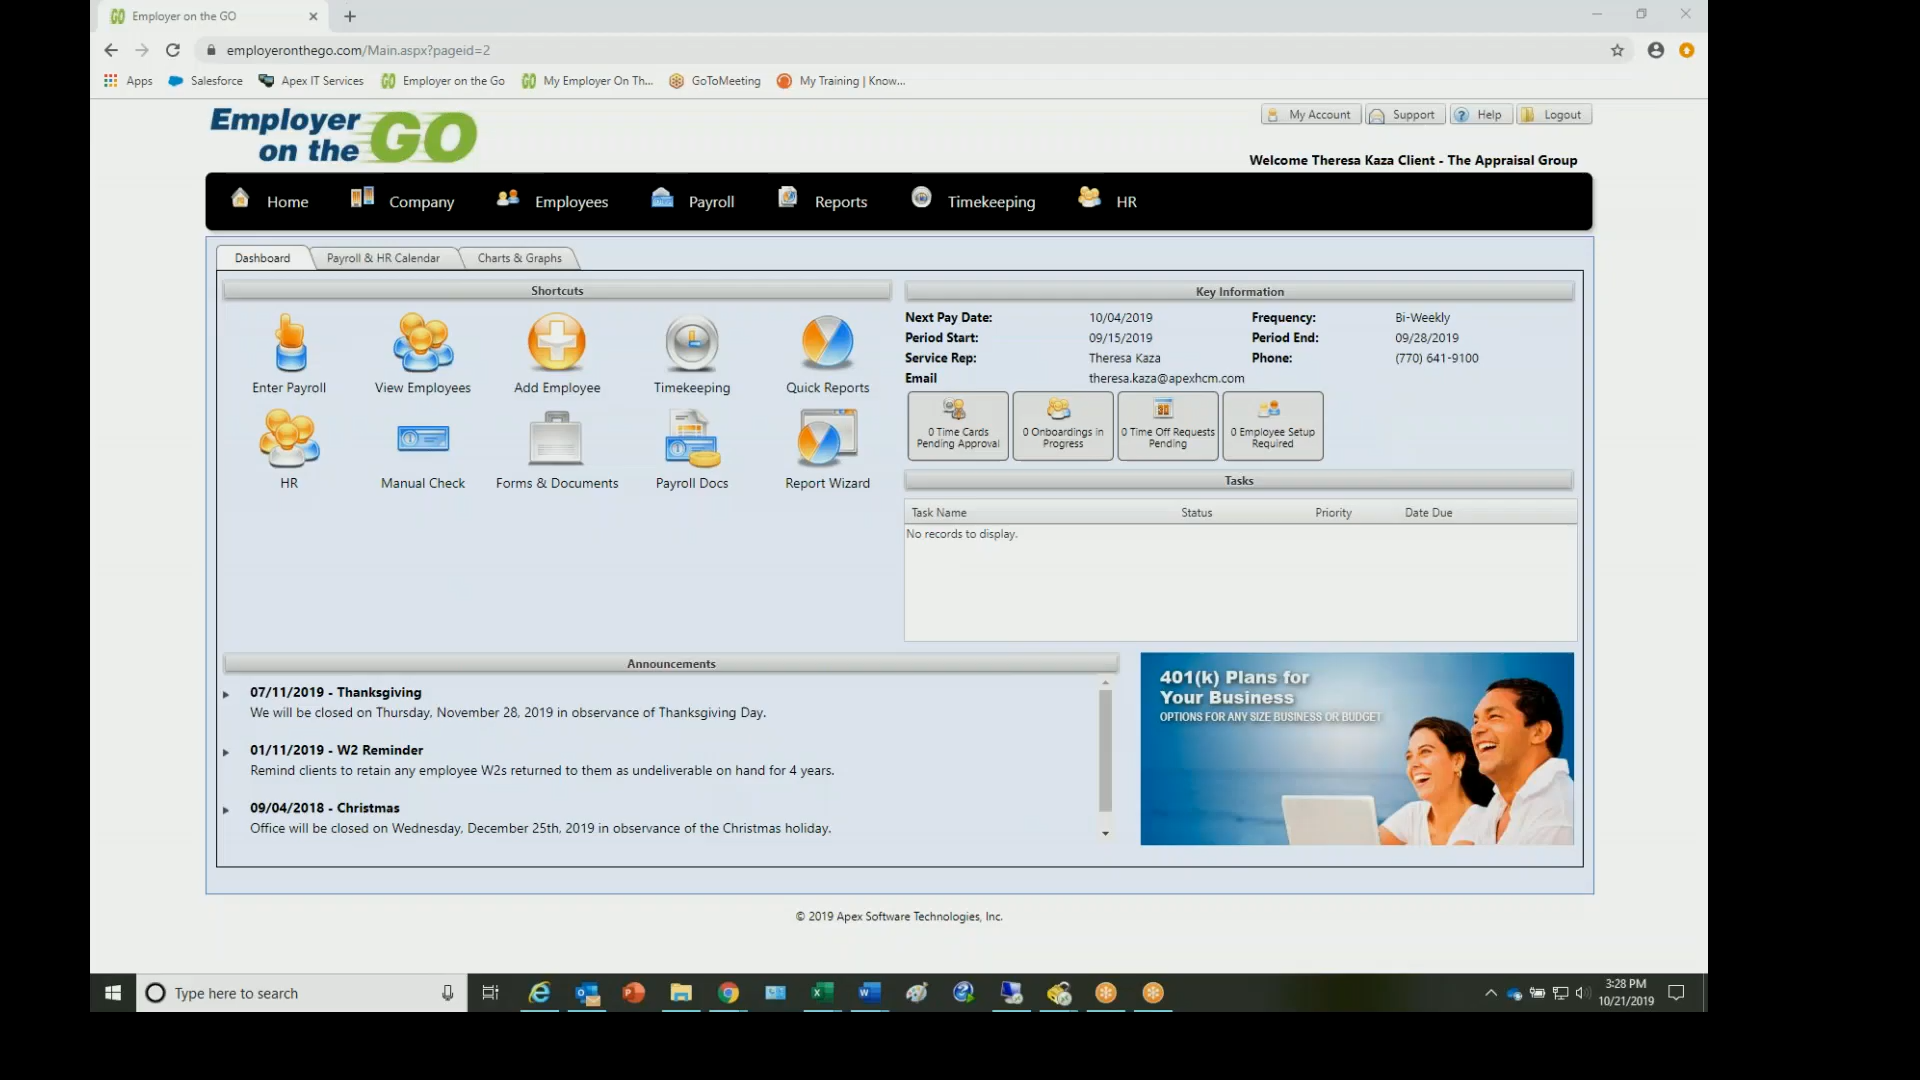 Employer on the GO
employeronthego.com/Main.aspx?pageid=2
Apps Salesforce Apex IT Services Employer on the Go My Employer On Th... GoToMeeting My Training | Know...
Employer on the GO
My Account Support Help Logout
Welcome Theresa Kaza Client - The Appraisal Group
Home Company Employees Payroll Reports Timekeeping HR
Dashboard Payroll & HR Calendar Charts & Graphs
Shortcuts
Enter Payroll View Employees Add Employee Timekeeping Quick Reports
HR Manual Check Forms & Documents Payroll Docs Report Wizard
Key Information
Next Pay Date: 10/04/2019 Frequency: Bi-Weekly
Period Start: 09/15/2019 Period End: 09/28/2019
Service Rep: Theresa Kaza Phone: (770) 641-9100
Email theresa.kaza@apexhcm.com
0 Time Cards
Pending Approval
0 Onboardings in
Progress
0 Time Off Requests
Pending
0 Employee Setup
Required
Tasks
Task Name Status Priority Date Due
No records to display.
Announcements
07/11/2019 - Thanksgiving
We will be closed on Thursday, November 28, 2019 in observance of Thanksgiving Day.
01/11/2019 - W2 Reminder
Remind clients to retain any employee W2s returned to them as undeliverable on hand for 4 years.
09/04/2018 - Christmas
Office will be closed on Wednesday, December 25th, 2019 in observance of the Christmas holiday.
401(k) Plans for
Your Business
OPTIONS FOR ANY SIZE BUSINESS OR BUDGET
© 2019 Apex Software Technologies, Inc.
Type here to search
3:28 PM
10/21/2019